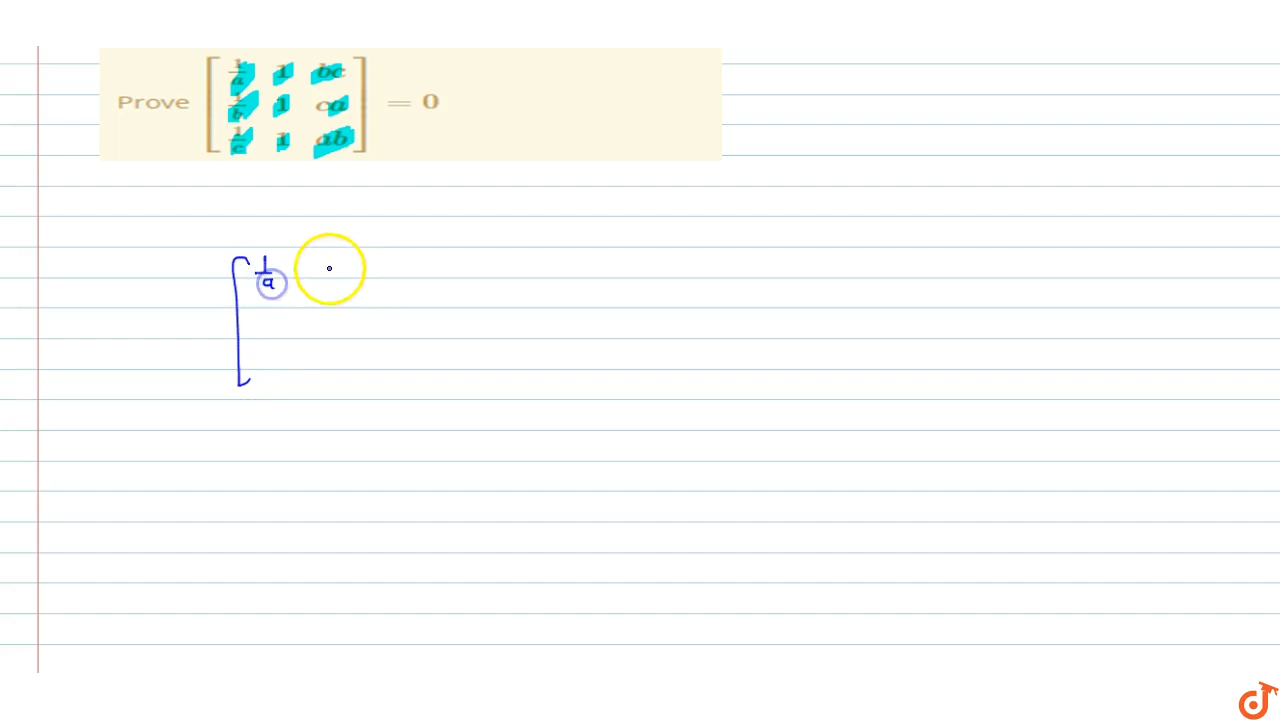 Prove [ 1/a 1 bc
1/b 1 ca
1/c 1 ab ] = 0
[ 1/a